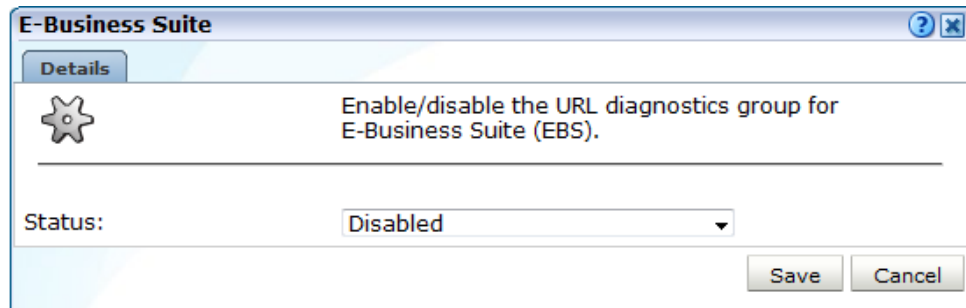 E-Business Suite
Details
Enable/disable the URL diagnostics group for
E-Business Suite (EBS).
Status:
Disabled
Save
Cancel